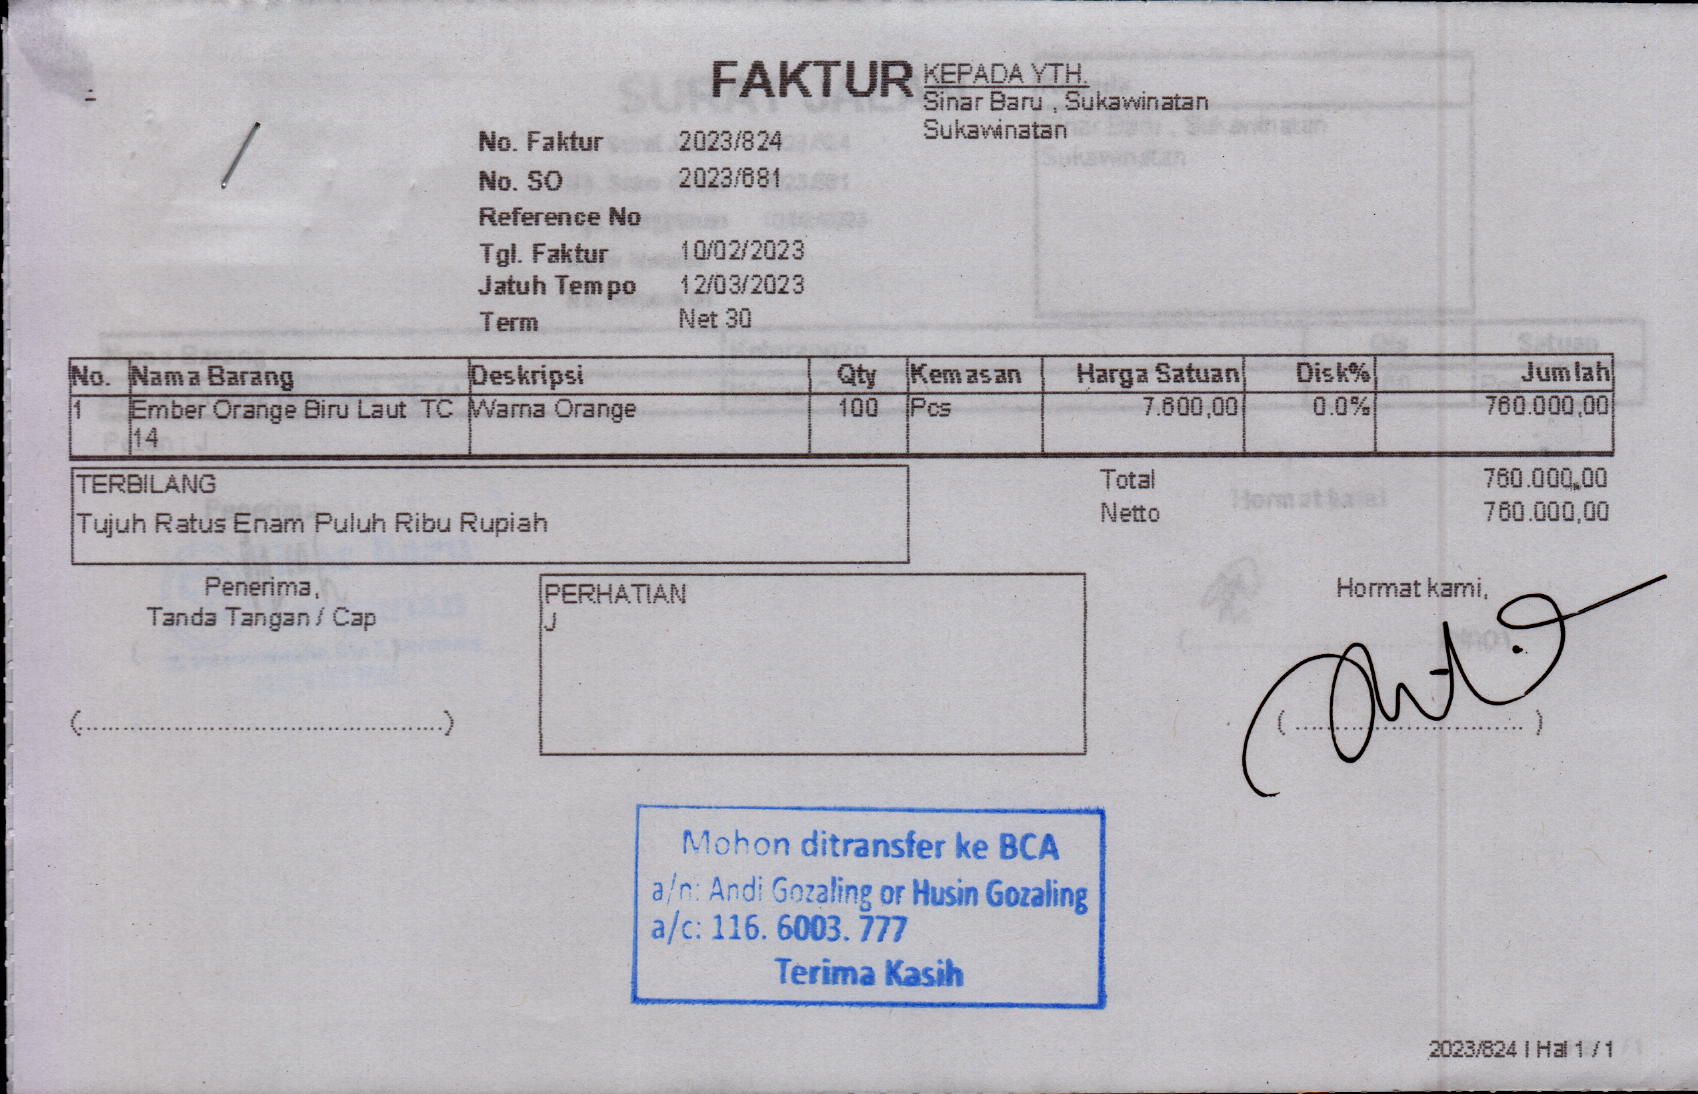 FAKTUR
KEPADA YTH.
Sinar Baru , Sukawinatan
Sukawinatan
No. Faktur 2023/824
No. SO 2023/681
Reference No
Tgl. Faktur 10/02/2023
Jatuh Tempo 12/03/2023
Term Net 30
No. Nama Barang Deskripsi Qty Kemasan Harga Satuan Disk% Jumlah
1 Ember Orange Biru Laut TC Warna Orange 100 Pcs 7.600,00 0.0% 760.000,00
14
TERBILANG
Tujuh Ratus Enam Puluh Ribu Rupiah
Total 760.000,00
Netto 760.000,00
Penerima,
Tanda Tangan / Cap
(.............................................)
PERHATIAN
J
Hormat kami,
( ............................. )
Mohon ditransfer ke BCA
a/n: Andi Gozaling or Husin Gozaling
a/c: 116. 6003. 777
Terima Kasih
2023/824 | Hal 1 / 1